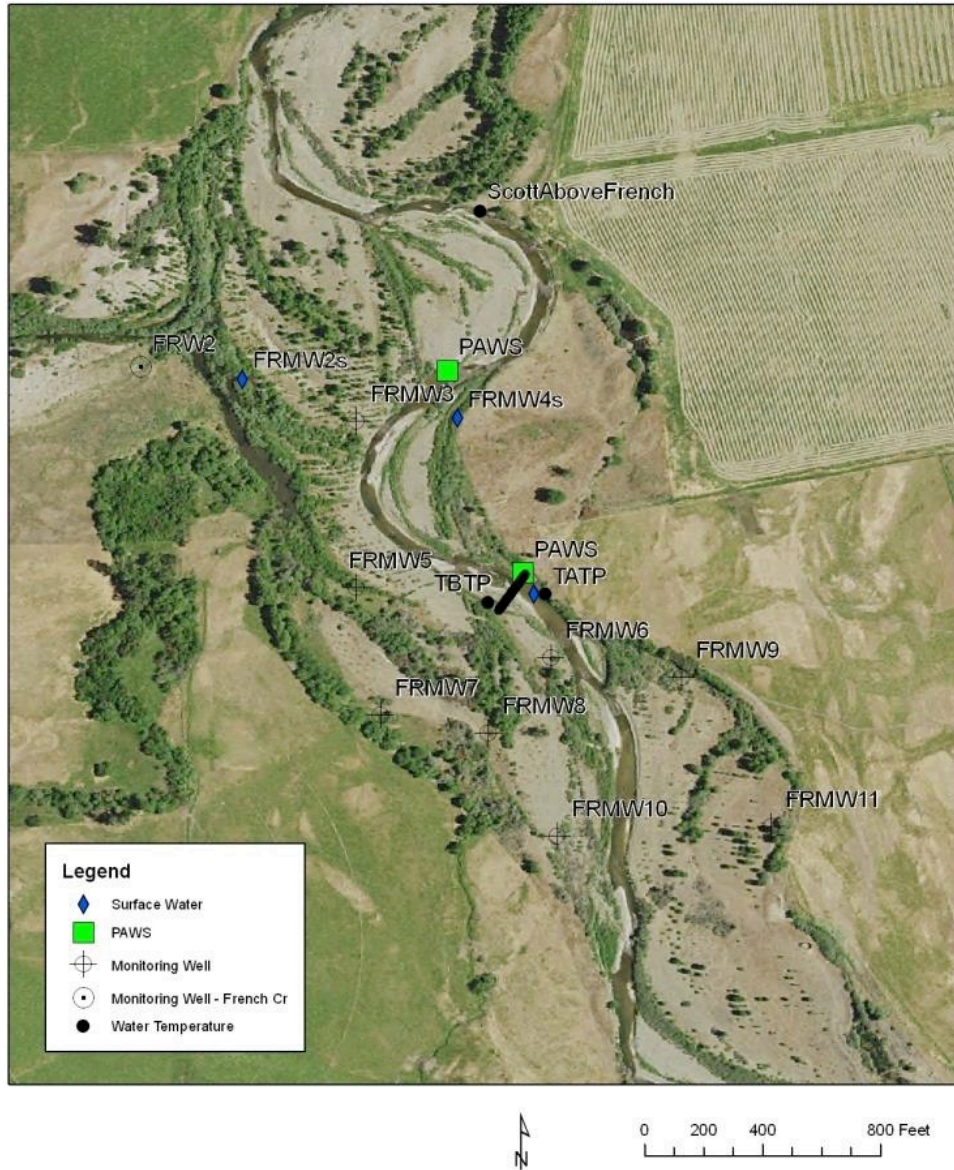 ScottAboveFrench
FRW2
PAWS
FRMW2s
FRMW3
FRMW4s
PAWS
FRMW5
TBTP
TATP
FRMW6
FRMW9
FRMW7
FRMW8
FRMW10
FRMW11
Legend
Surface Water
PAWS
Monitoring Well
Monitoring Well - French Cr
Water Temperature
N
0 200 400 800 Feet